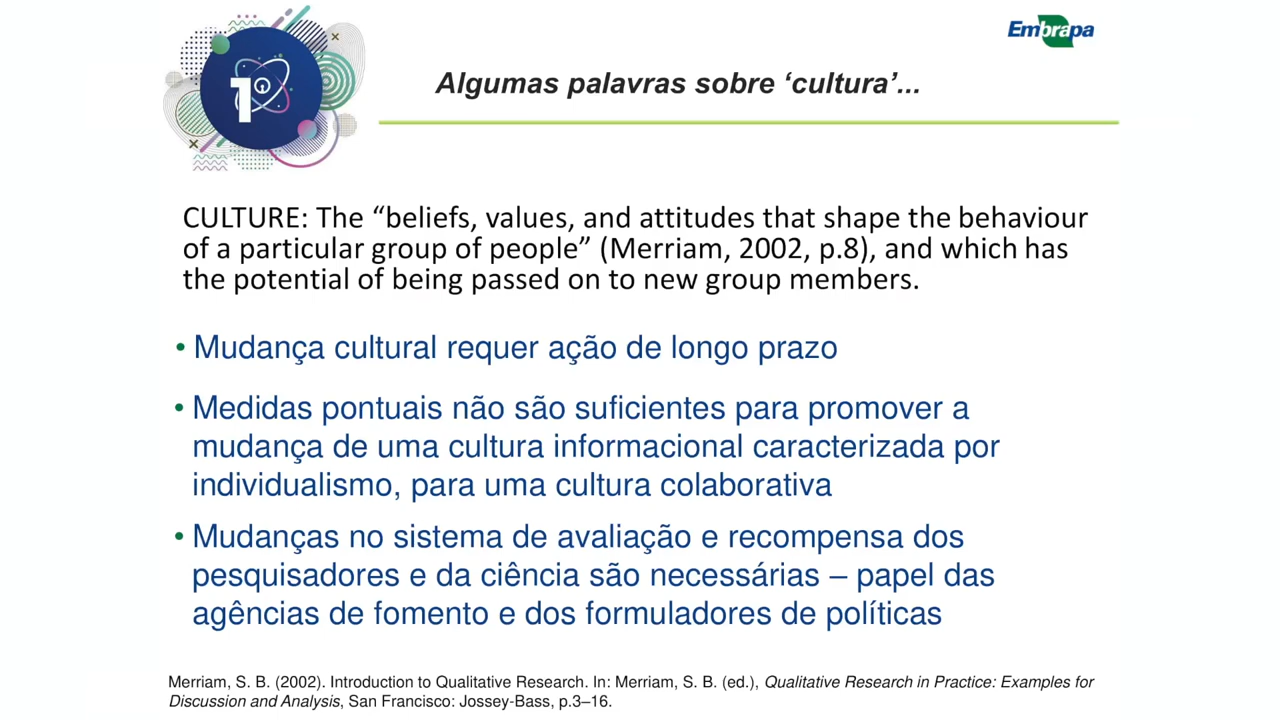 1º
Embrapa
Algumas palavras sobre ‘cultura’...
CULTURE: The “beliefs, values, and attitudes that shape the behaviour
of a particular group of people” (Merriam, 2002, p.8), and which has
the potential of being passed on to new group members.
• Mudança cultural requer ação de longo prazo
• Medidas pontuais não são suficientes para promover a
mudança de uma cultura informacional caracterizada por
individualismo, para uma cultura colaborativa
• Mudanças no sistema de avaliação e recompensa dos
pesquisadores e da ciência são necessárias – papel das
agências de fomento e dos formuladores de políticas
Merriam, S. B. (2002). Introduction to Qualitative Research. In: Merriam, S. B. (ed.), Qualitative Research in Practice: Examples for
Discussion and Analysis, San Francisco: Jossey-Bass, p.3–16.